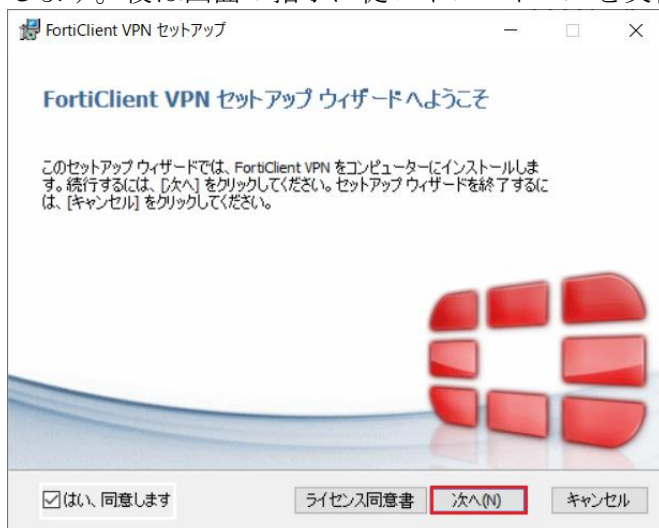 FortiClient VPN セットアップ
FortiClient VPN セットアップ ウィザードへようこそ
このセットアップ ウィザードでは、FortiClient VPN をコンピューターにインストールしま
す。続行するには、[次へ] をクリックしてください。セットアップ ウィザードを終了するに
は、[キャンセル] をクリックしてください。
はい、同意します
ライセンス同意書
次へ(N)
キャンセル